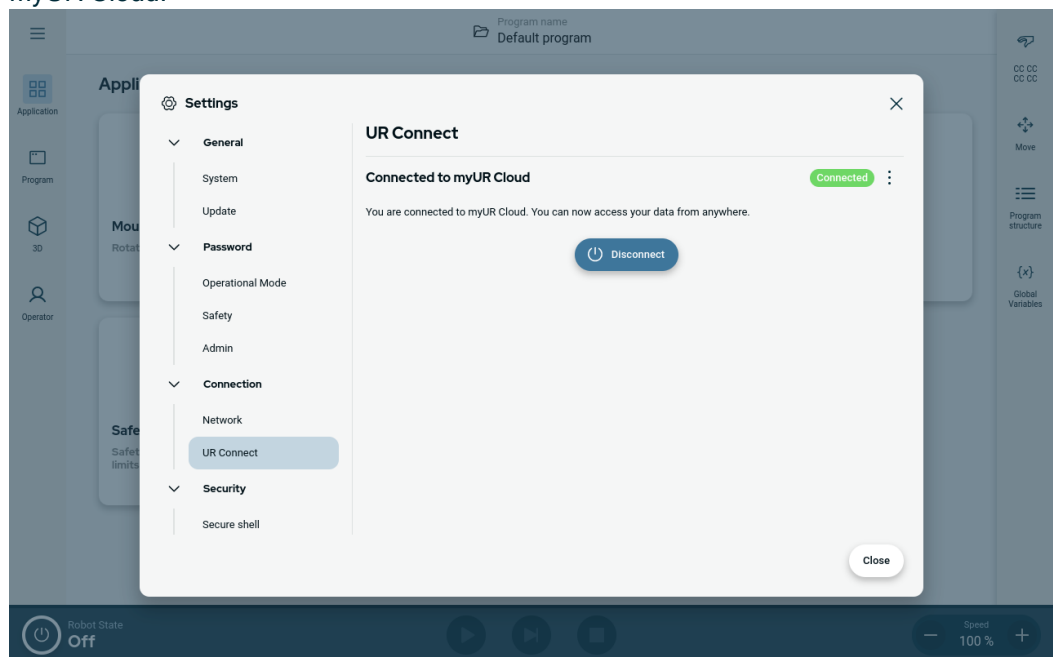 Program name
Default program
Appli
Application
Program
3D
Operator
Mou
Rotat
Safe
Safet
limits
Settings
General
System
Update
Password
Operational Mode
Safety
Admin
Connection
Network
UR Connect
Security
Secure shell
UR Connect
Connected to myUR Cloud
Connected
You are connected to myUR Cloud. You can now access your data from anywhere.
Disconnect
Close
CC CC
CC CC
Move
Program
structure
{x}
Global
Variables
Robot State
Off
Speed
100 %